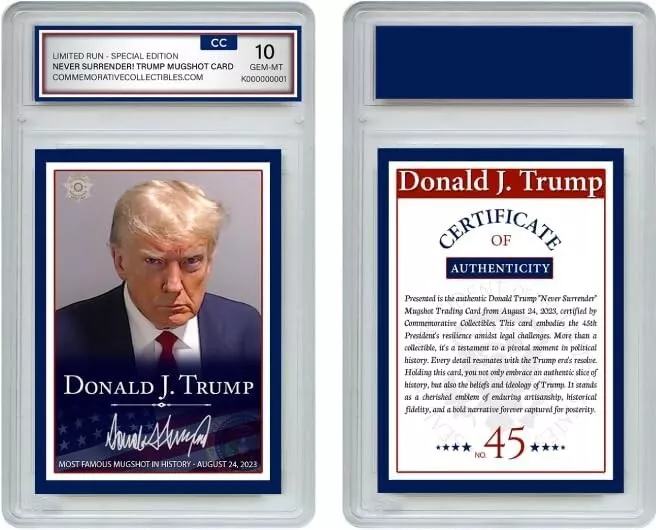 CC
LIMITED RUN - SPECIAL EDITION
NEVER SURRENDER! TRUMP MUGSHOT CARD
COMMEMORATIVECOLLECTIBLES.COM
10
GEM-MT
K000000001
DONALD J. TRUMP
MOST FAMOUS MUGSHOT IN HISTORY • AUGUST 24, 2023
Donald J. Trump
CERTIFICATE
OF
AUTHENTICITY
Presented is the authentic Donald Trump "Never Surrender"
Mugshot Trading Card from August 24, 2023, certified by
Commemorative Collectibles. This card embodies the 45th
President's resilience amidst legal challenges. More than a
collectible, it's a testament to a pivotal moment in political
history. Every detail resonates with the Trump era's resolve.
Holding this card, you not only embrace an authentic slice of
history, but also the beliefs and ideology of Trump. It stands
as a cherished emblem of enduring artisanship, historical
fidelity, and a bold narrative forever captured for posterity.
NO. 45